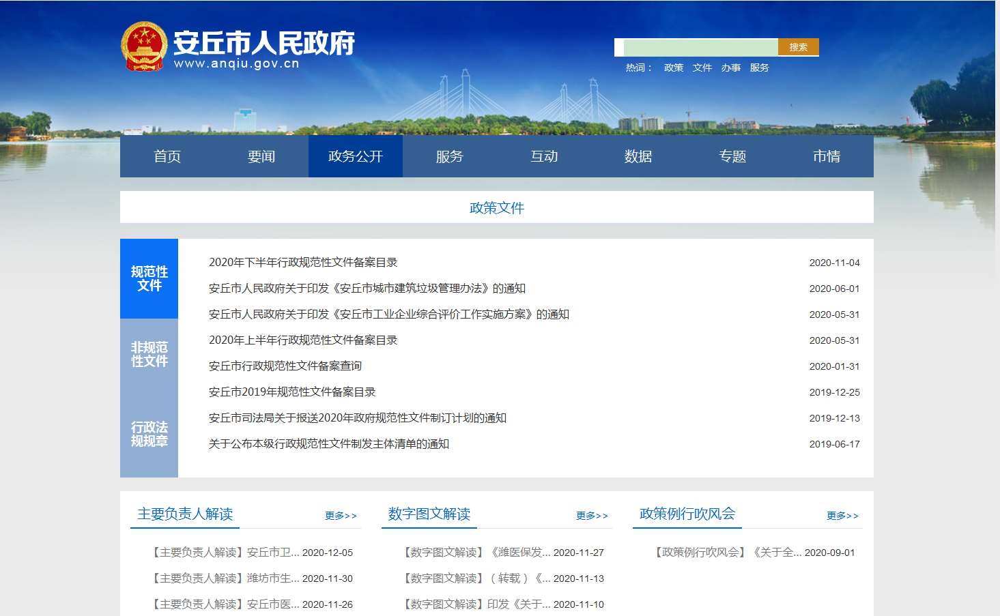 安丘市人民政府
www.anqiu.gov.cn
搜索
热词： 政策 文件 办事 服务
首页 要闻 政务公开 服务 互动 数据 专题 市情
政策文件
规范性
文件
非规范
性文件
行政法
规规章
2020年下半年行政规范性文件备案目录 2020-11-04
安丘市人民政府关于印发《安丘市城市建筑垃圾管理办法》的通知 2020-06-01
安丘市人民政府关于印发《安丘市工业企业综合评价工作实施方案》的通知 2020-05-31
2020年上半年行政规范性文件备案目录 2020-05-31
安丘市行政规范性文件备案查询 2020-01-31
安丘市2019年规范性文件备案目录 2019-12-25
安丘市司法局关于报送2020年政府规范性文件制订计划的通知 2019-12-13
关于公布本级行政规范性文件制发主体清单的通知 2019-06-17
主要负责人解读 更多>>
【主要负责人解读】安丘市卫... 2020-12-05
【主要负责人解读】潍坊市生... 2020-11-30
【主要负责人解读】安丘市医... 2020-11-26
数字图文解读 更多>>
【数字图文解读】《潍医保发... 2020-11-27
【数字图文解读】（转载）《... 2020-11-13
【数字图文解读】印发《关于... 2020-11-10
政策例行吹风会 更多>>
【政策例行吹风会】《关于全... 2020-09-01